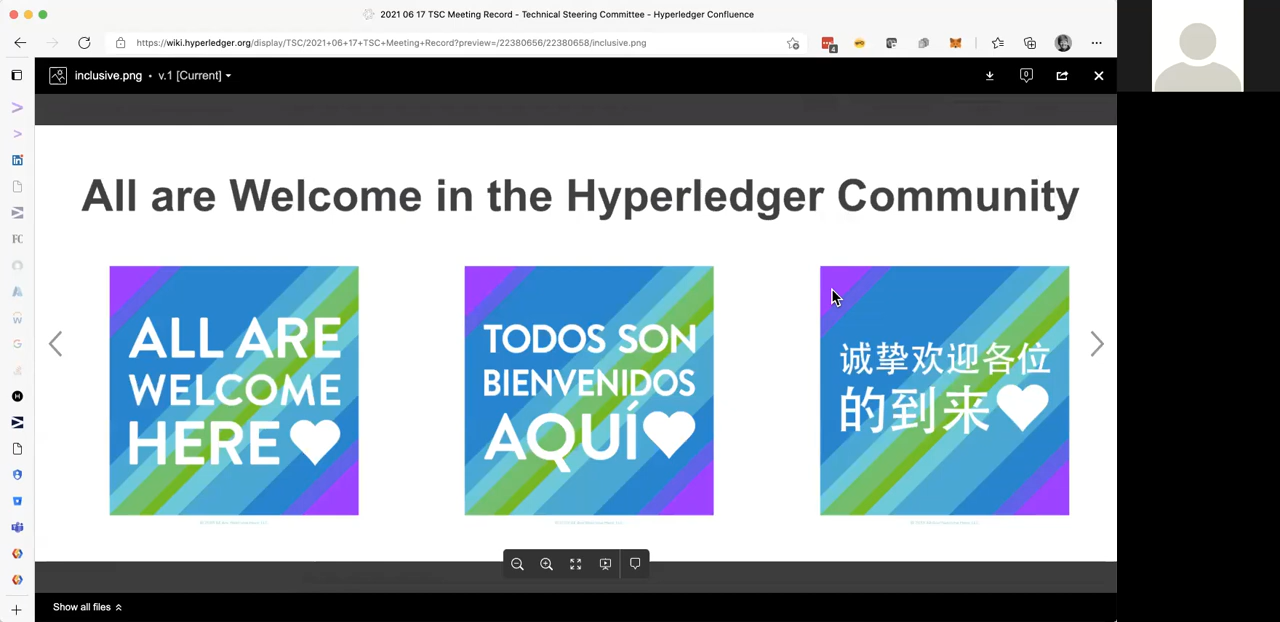 2021 06 17 TSC Meeting Record - Technical Steering Committee - Hyperledger Confluence
https://wiki.hyperledger.org/display/TSC/2021+06+17+TSC+Meeting+Record?preview=/22380656/22380658/inclusive.png
4
inclusive.png • v.1 [Current]
0
All are Welcome in the Hyperledger Community
ALL ARE
WELCOME
HERE
TODOS SON
BIENVENIDOS
AQUÍ
诚挚欢迎各位
的到来
FC
Show all files